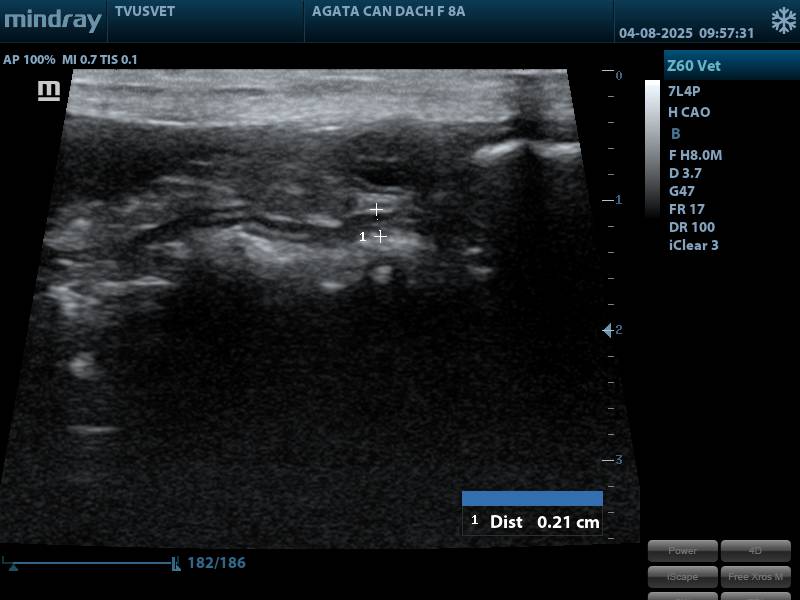 mindray
TVUSVET
AGATA CAN DACH F 8A
04-08-2025 09:57:31
AP 100% MI 0.7 TIS 0.1
m
Z60 Vet
7L4P
H CAO
B
F H8.0M
D 3.7
G47
FR 17
DR 100
iClear 3
0
1
2
3
1
1 Dist 0.21 cm
182/186
Power
4D
iScape
Free Xros M